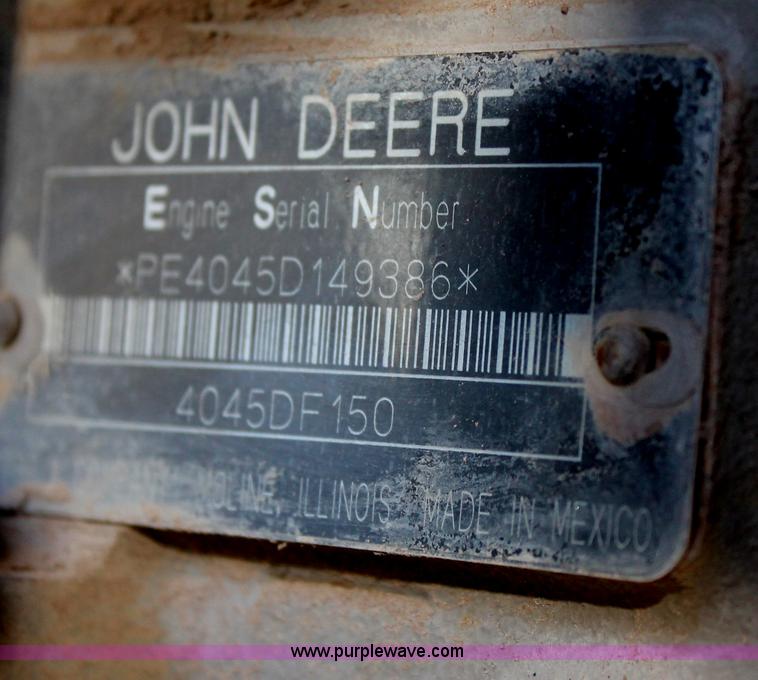 JOHN DEERE
Engine Serial Number
*PE4045D149386*
4045DF150
MOLINE, ILLINOIS MADE IN MEXICO
www.purplewave.com